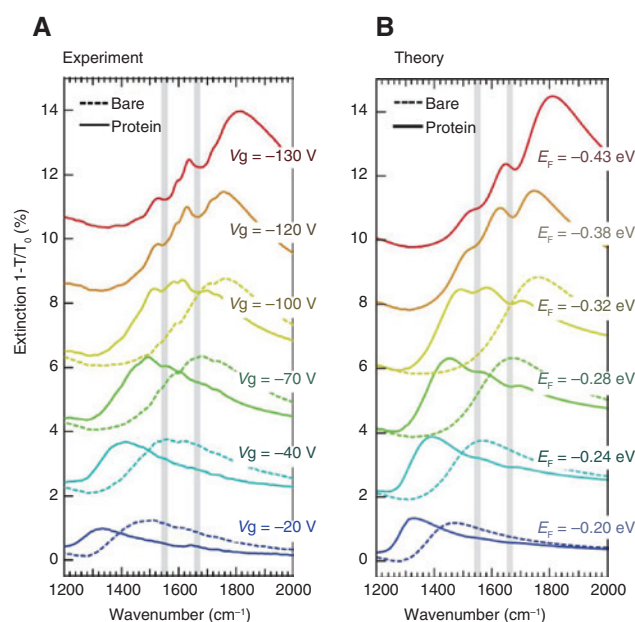 A
Experiment
Bare
Protein
Vg = −130 V
Vg = −120 V
Vg = −100 V
Vg = −70 V
Vg = −40 V
Vg = −20 V
14
12
10
8
6
4
2
0
Extinction 1-T/T0 (%)
1200 1400 1600 1800 2000
Wavenumber (cm−1)
B
Theory
Bare
Protein
EF = −0.43 eV
EF = −0.38 eV
EF = −0.32 eV
EF = −0.28 eV
EF = −0.24 eV
EF = −0.20 eV
14
12
10
8
6
4
2
0
1200 1400 1600 1800 2000
Wavenumber (cm−1)